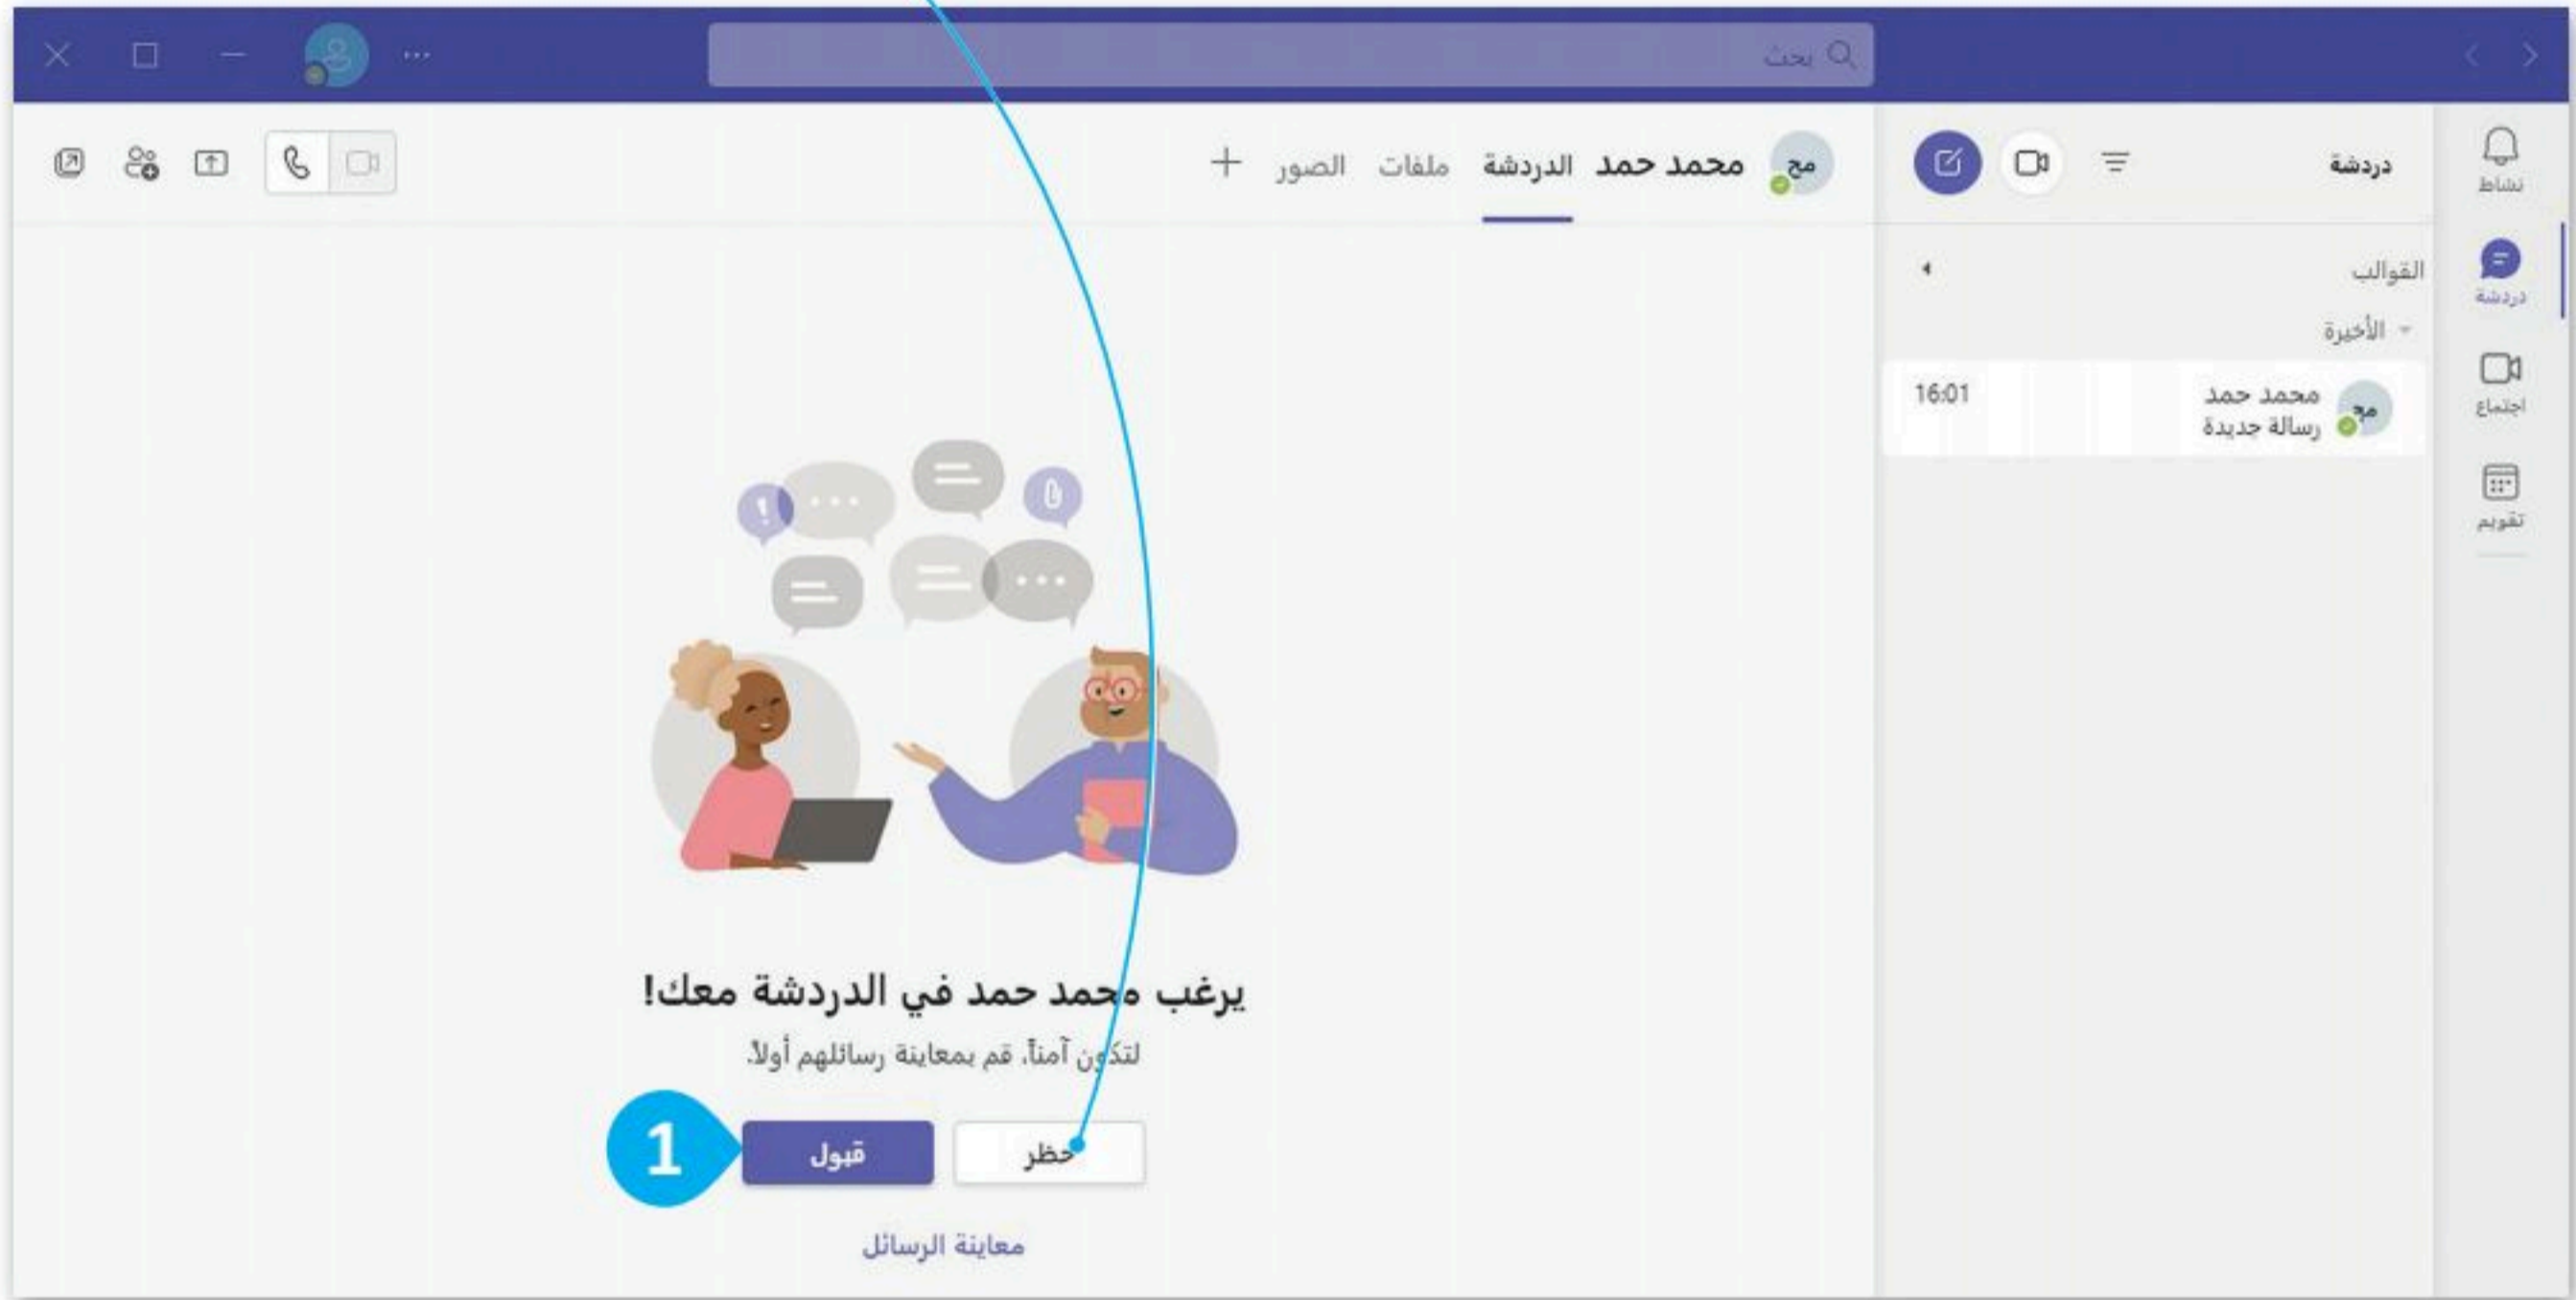 بحث
نشاط
دردشة
اجتماع
تقويم
دردشة
القوالب
الأخيرة
محمد حمد 16:01
رسالة جديدة
مح
مح محمد حمد الدردشة ملفات الصور
يرغب محمد حمد في الدردشة معك!
لتكون آمناً، قم بمعاينة رسائلهم أولاً.
حظر قبول 1
معاينة الرسائل